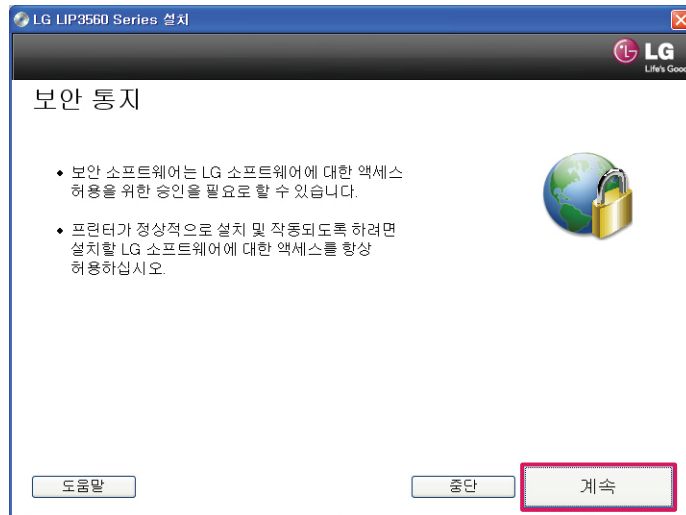 LG LIP3560 Series 설치
LG
Life's Good
보안 통지
◆ 보안 소프트웨어는 LG 소프트웨어에 대한 액세스
허용을 위한 승인을 필요로 할 수 있습니다.
◆ 프린터가 정상적으로 설치 및 작동되도록 하려면
설치할 LG 소프트웨어에 대한 액세스를 항상
허용하십시오.
도움말
중단
계속